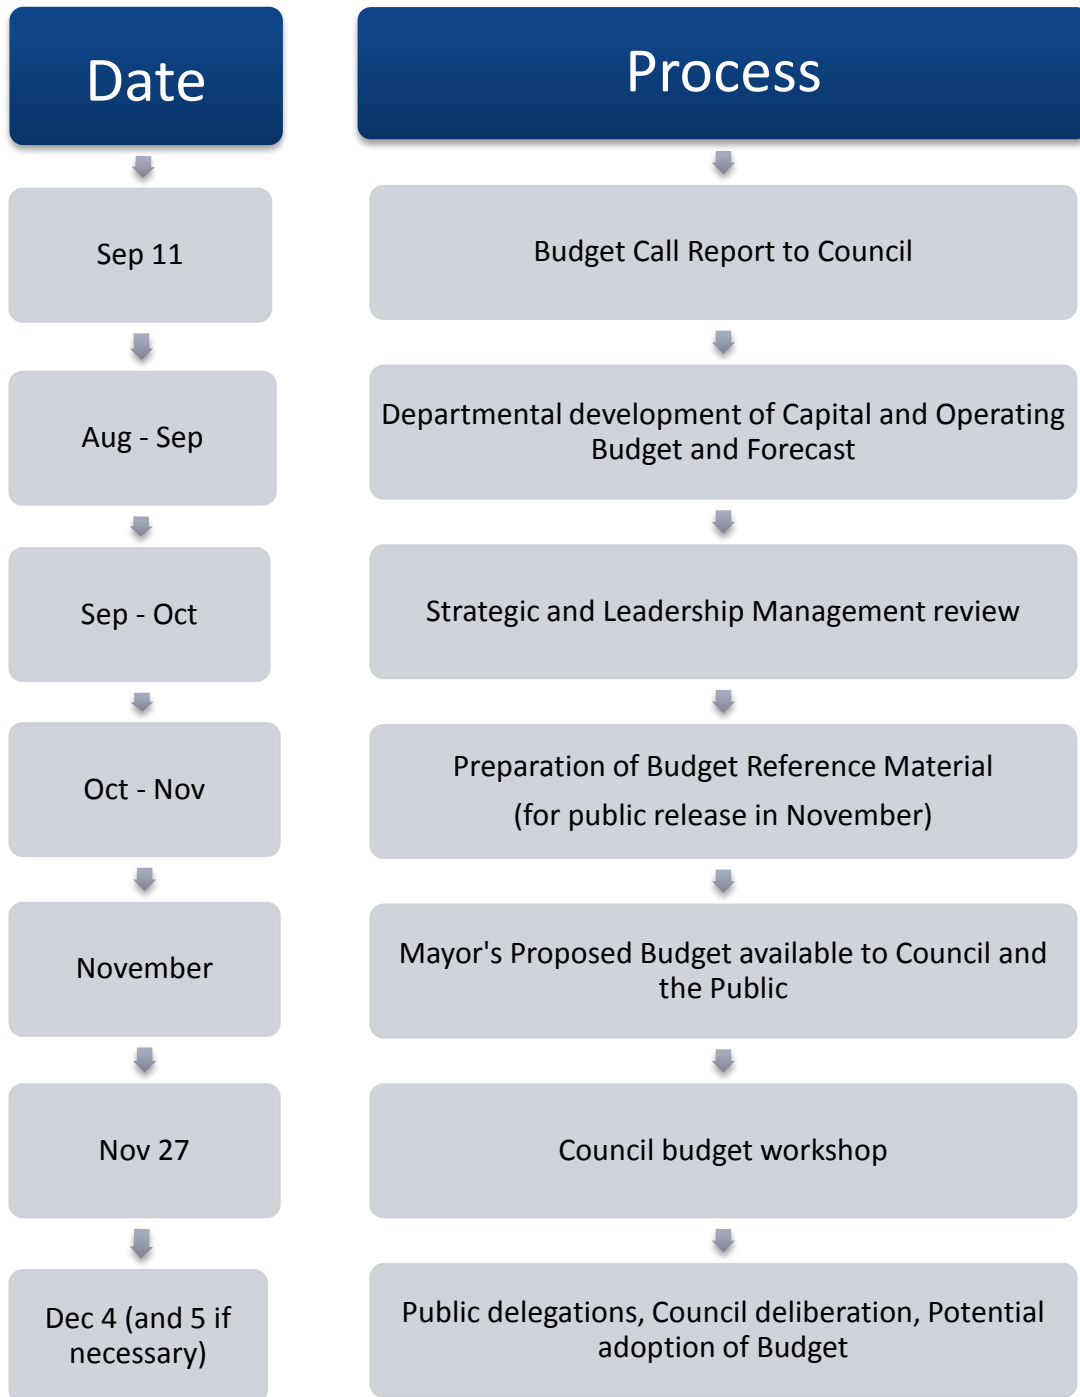 Date
Process
Sep 11
Budget Call Report to Council
Aug - Sep
Departmental development of Capital and Operating
Budget and Forecast
Sep - Oct
Strategic and Leadership Management review
Oct - Nov
Preparation of Budget Reference Material
(for public release in November)
November
Mayor's Proposed Budget available to Council and
the Public
Nov 27
Council budget workshop
Dec 4 (and 5 if
necessary)
Public delegations, Council deliberation, Potential
adoption of Budget